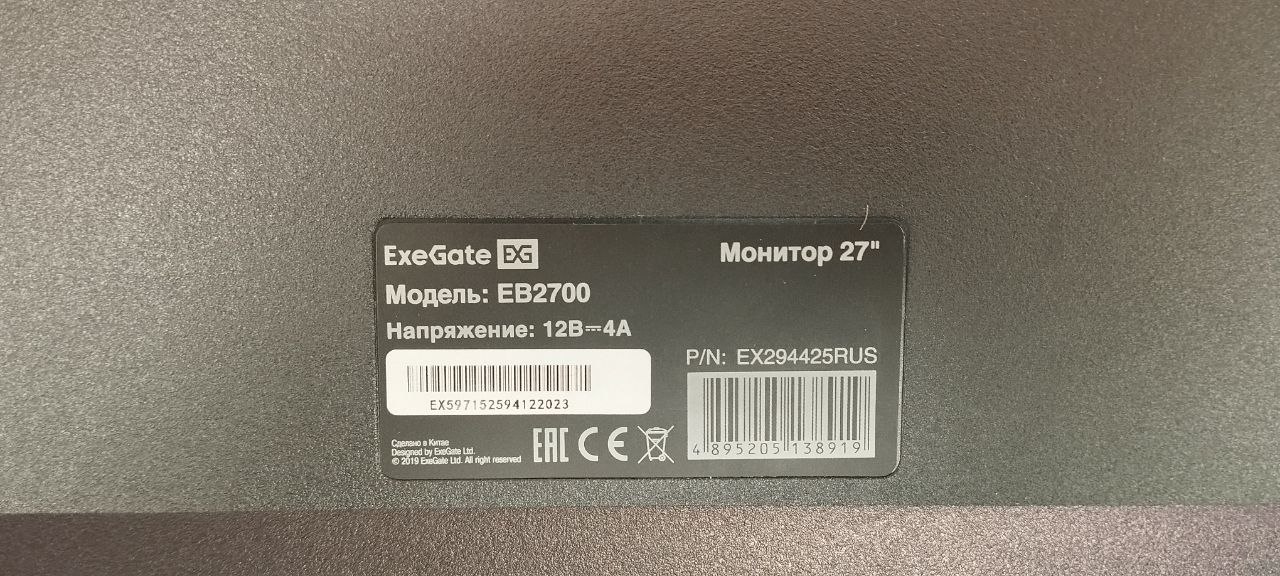 ExeGate EXG
Монитор 27"
Модель: EB2700
Напряжение: 12В⎓4А
P/N: EX294425RUS
EX597152594122023
4 895205 138919
Сделано в Китае
Designed by ExeGate Ltd.
© 2019 ExeGate Ltd. All right reserved
EAC CE